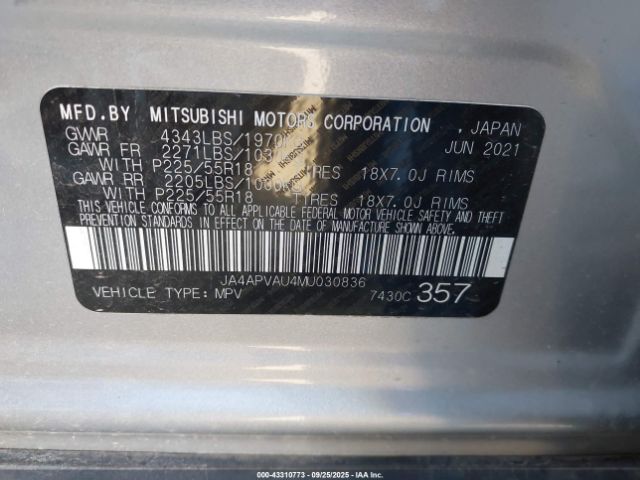 MFD.BY MITSUBISHI MOTORS CORPORATION , JAPAN
GVWR 4343LBS/1970 JUN 2021
GAWR FR 2271LBS/
WITH P225/55R18 TIRES 18X7.0J RIMS
GAWR RR 2205LBS/
WITH P225/55R18 TIRES 18X7.0J RIMS
THIS VEHICLE CONFORMS TO ALL APPLICABLE FEDERAL MOTOR VEHICLE SAFETY AND THEFT
PREVENTION STANDARDS IN EFFECT ON THE DATE OF MANUFACTURE SHOWN ABOVE.
JA4APVAU4MU030836
VEHICLE TYPE: MPV 7430C 357
000-43310773 - 09/25/2025 - IAA Inc.